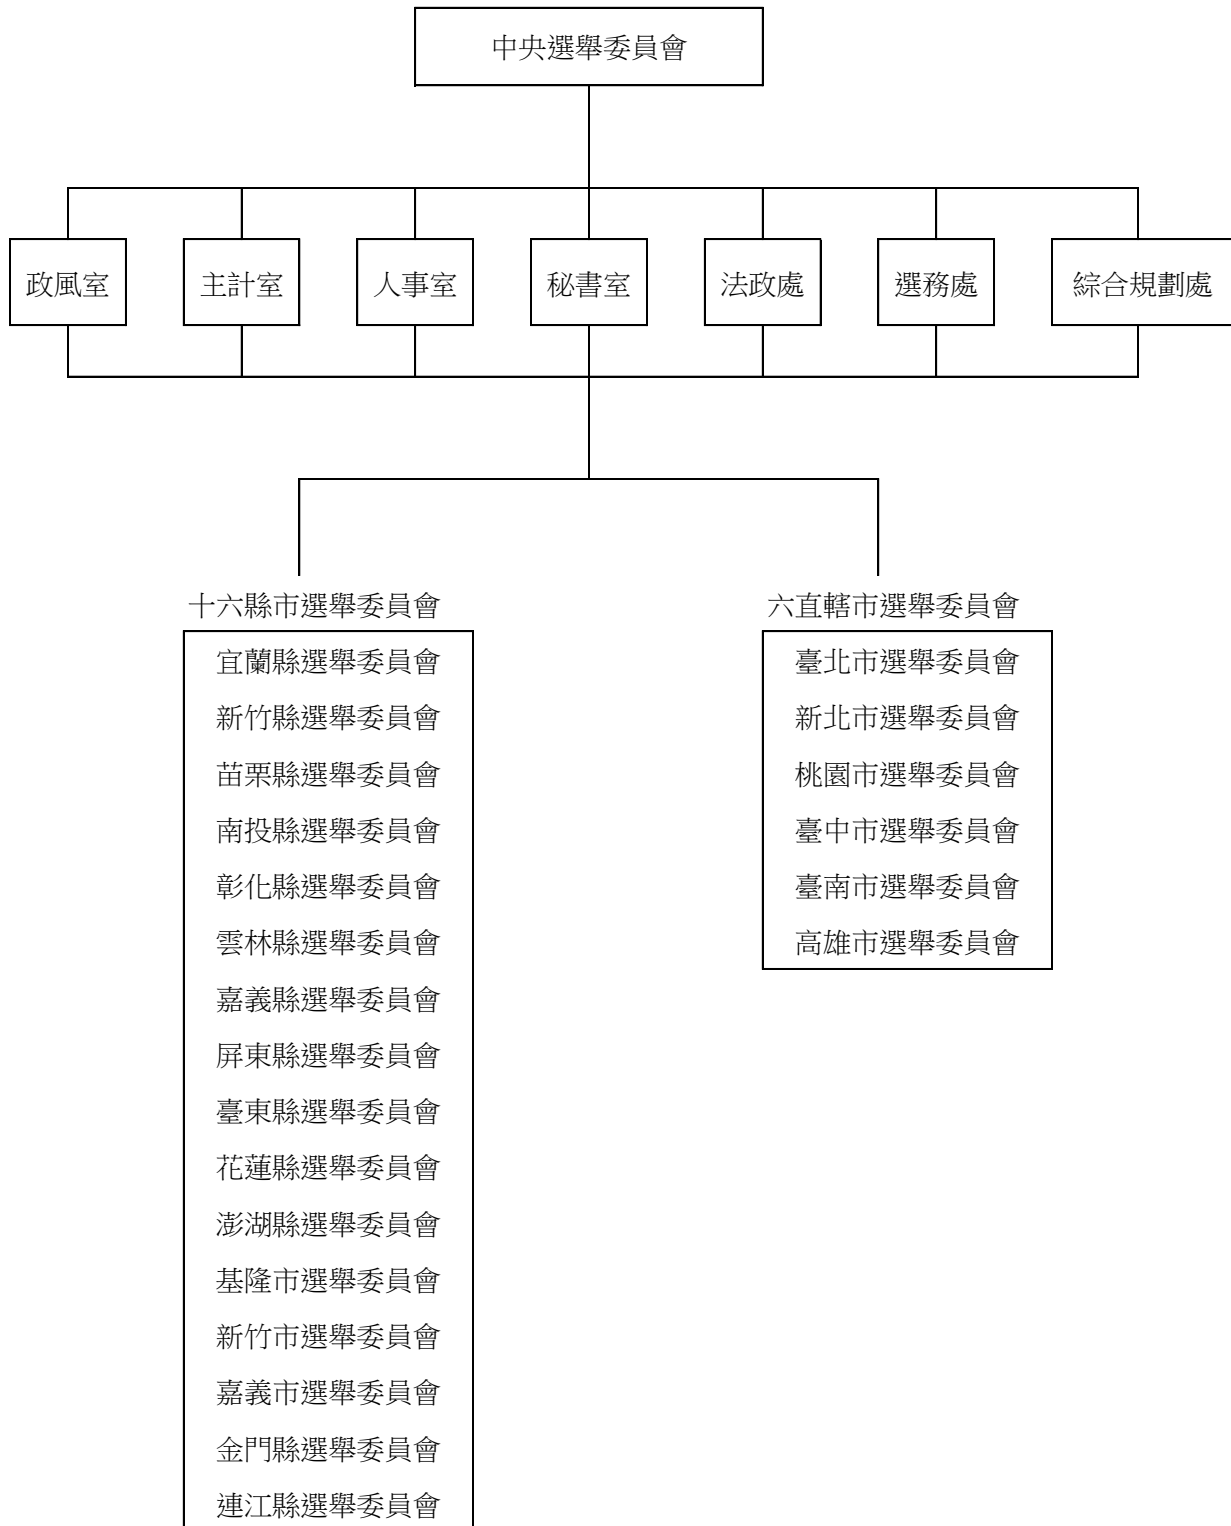 中央選舉委員會
政風室
主計室
人事室
秘書室
法政處
選務處
綜合規劃處
十六縣市選舉委員會
宜蘭縣選舉委員會
新竹縣選舉委員會
苗栗縣選舉委員會
南投縣選舉委員會
彰化縣選舉委員會
雲林縣選舉委員會
嘉義縣選舉委員會
屏東縣選舉委員會
臺東縣選舉委員會
花蓮縣選舉委員會
澎湖縣選舉委員會
基隆市選舉委員會
新竹市選舉委員會
嘉義市選舉委員會
金門縣選舉委員會
連江縣選舉委員會
六直轄市選舉委員會
臺北市選舉委員會
新北市選舉委員會
桃園市選舉委員會
臺中市選舉委員會
臺南市選舉委員會
高雄市選舉委員會